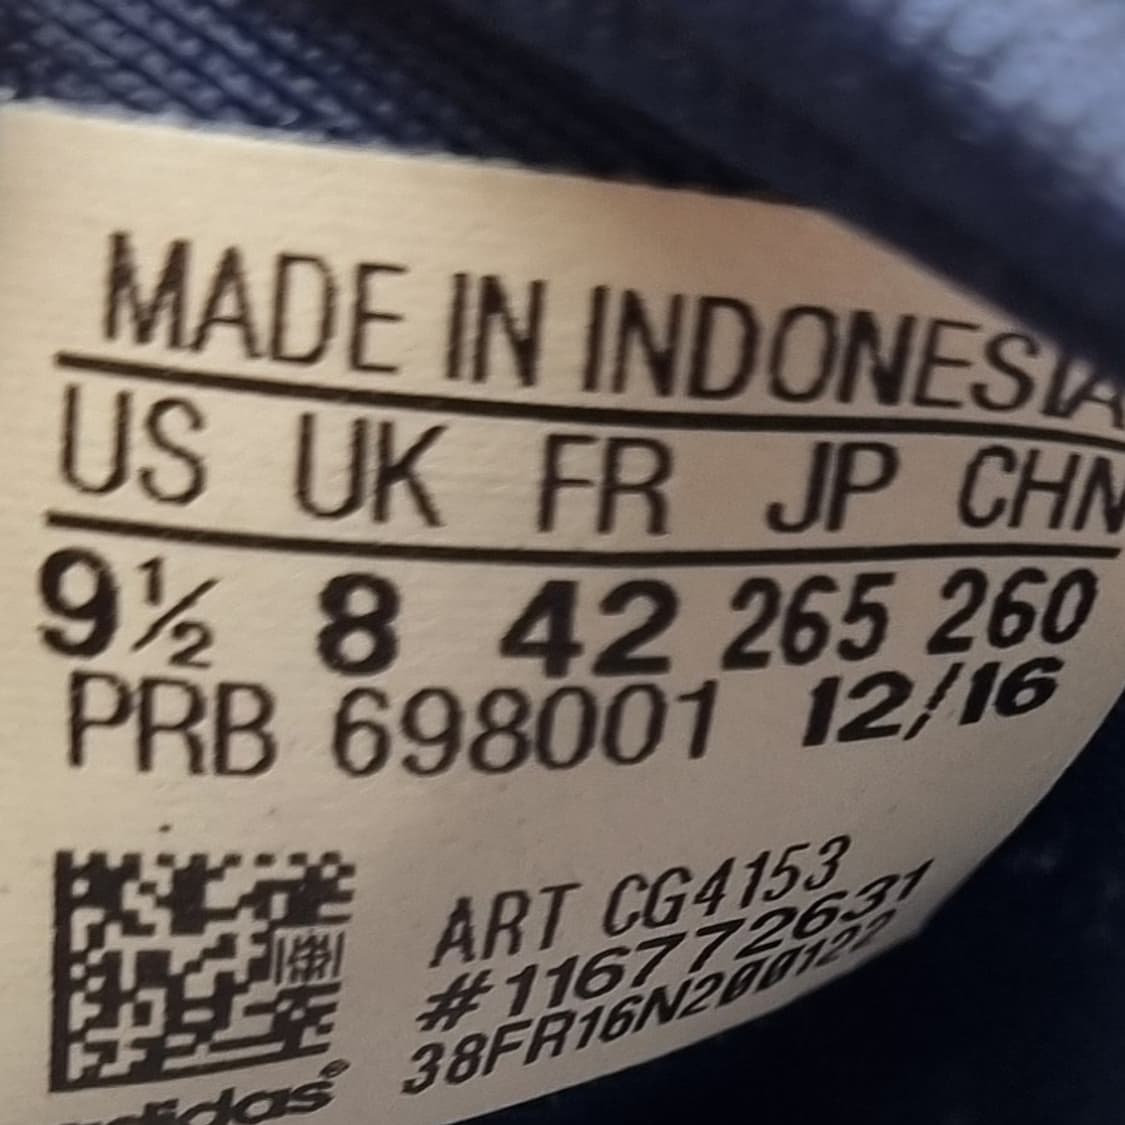 MADE IN INDONESIA
US UK FR JP CHN
9½ 8 42 265 260
PRB 698001 12/16
ART CG4153
#116772631
38FR16N200122
adidas®